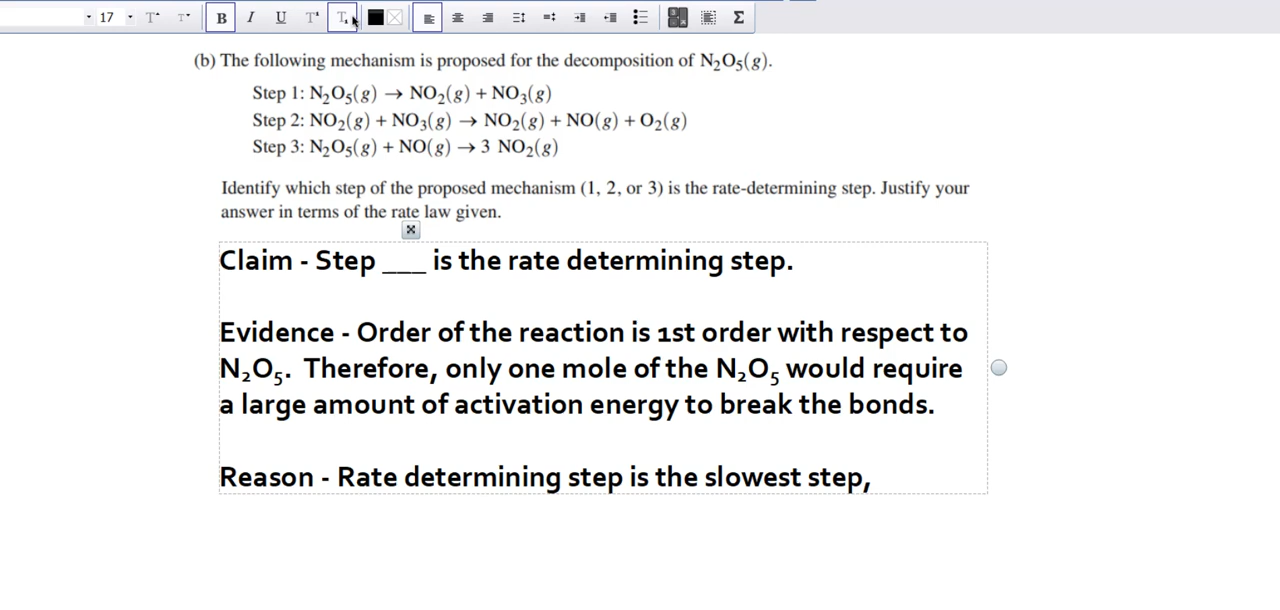 17 T T B I U T T Σ
(b) The following mechanism is proposed for the decomposition of N₂O₅(g).
Step 1: N₂O₅(g) → NO₂(g) + NO₃(g)
Step 2: NO₂(g) + NO₃(g) → NO₂(g) + NO(g) + O₂(g)
Step 3: N₂O₅(g) + NO(g) → 3 NO₂(g)
Identify which step of the proposed mechanism (1, 2, or 3) is the rate-determining step. Justify your
answer in terms of the rate law given.
Claim - Step ___ is the rate determining step.
Evidence - Order of the reaction is 1st order with respect to
N₂O₅. Therefore, only one mole of the N₂O₅ would require
a large amount of activation energy to break the bonds.
Reason - Rate determining step is the slowest step,